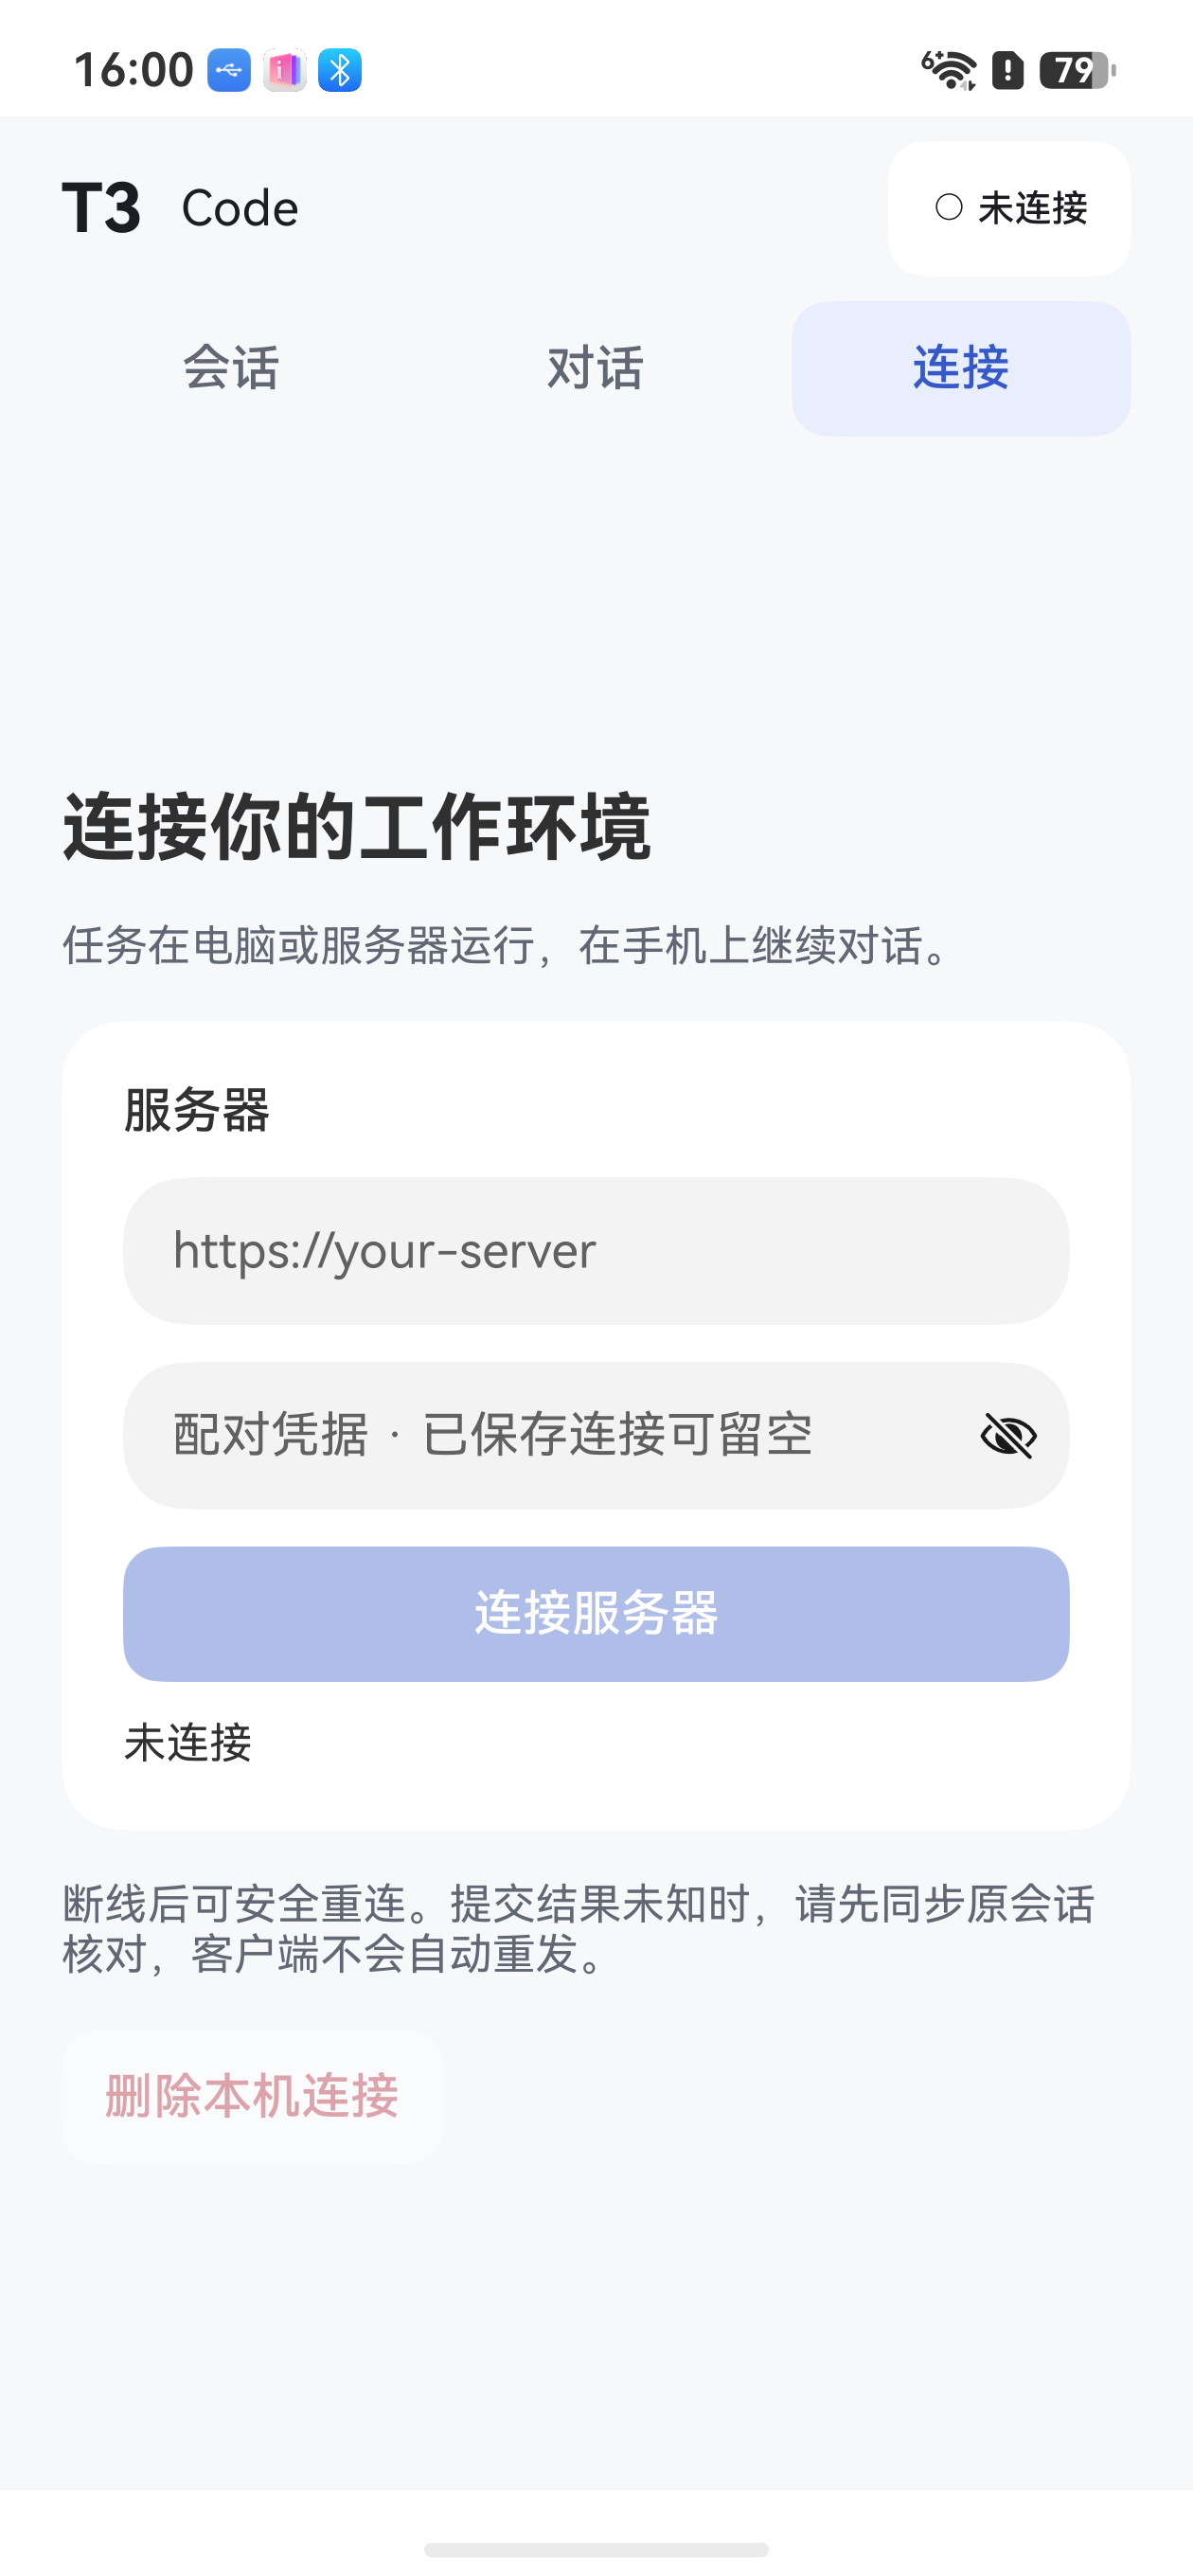 16:00
79
T3 Code
未连接
会话
对话
连接
连接你的工作环境
任务在电脑或服务器运行，在手机上继续对话。
服务器
https://your-server
配对凭据 · 已保存连接可留空
连接服务器
未连接
断线后可安全重连。提交结果未知时，请先同步原会话
核对，客户端不会自动重发。
删除本机连接